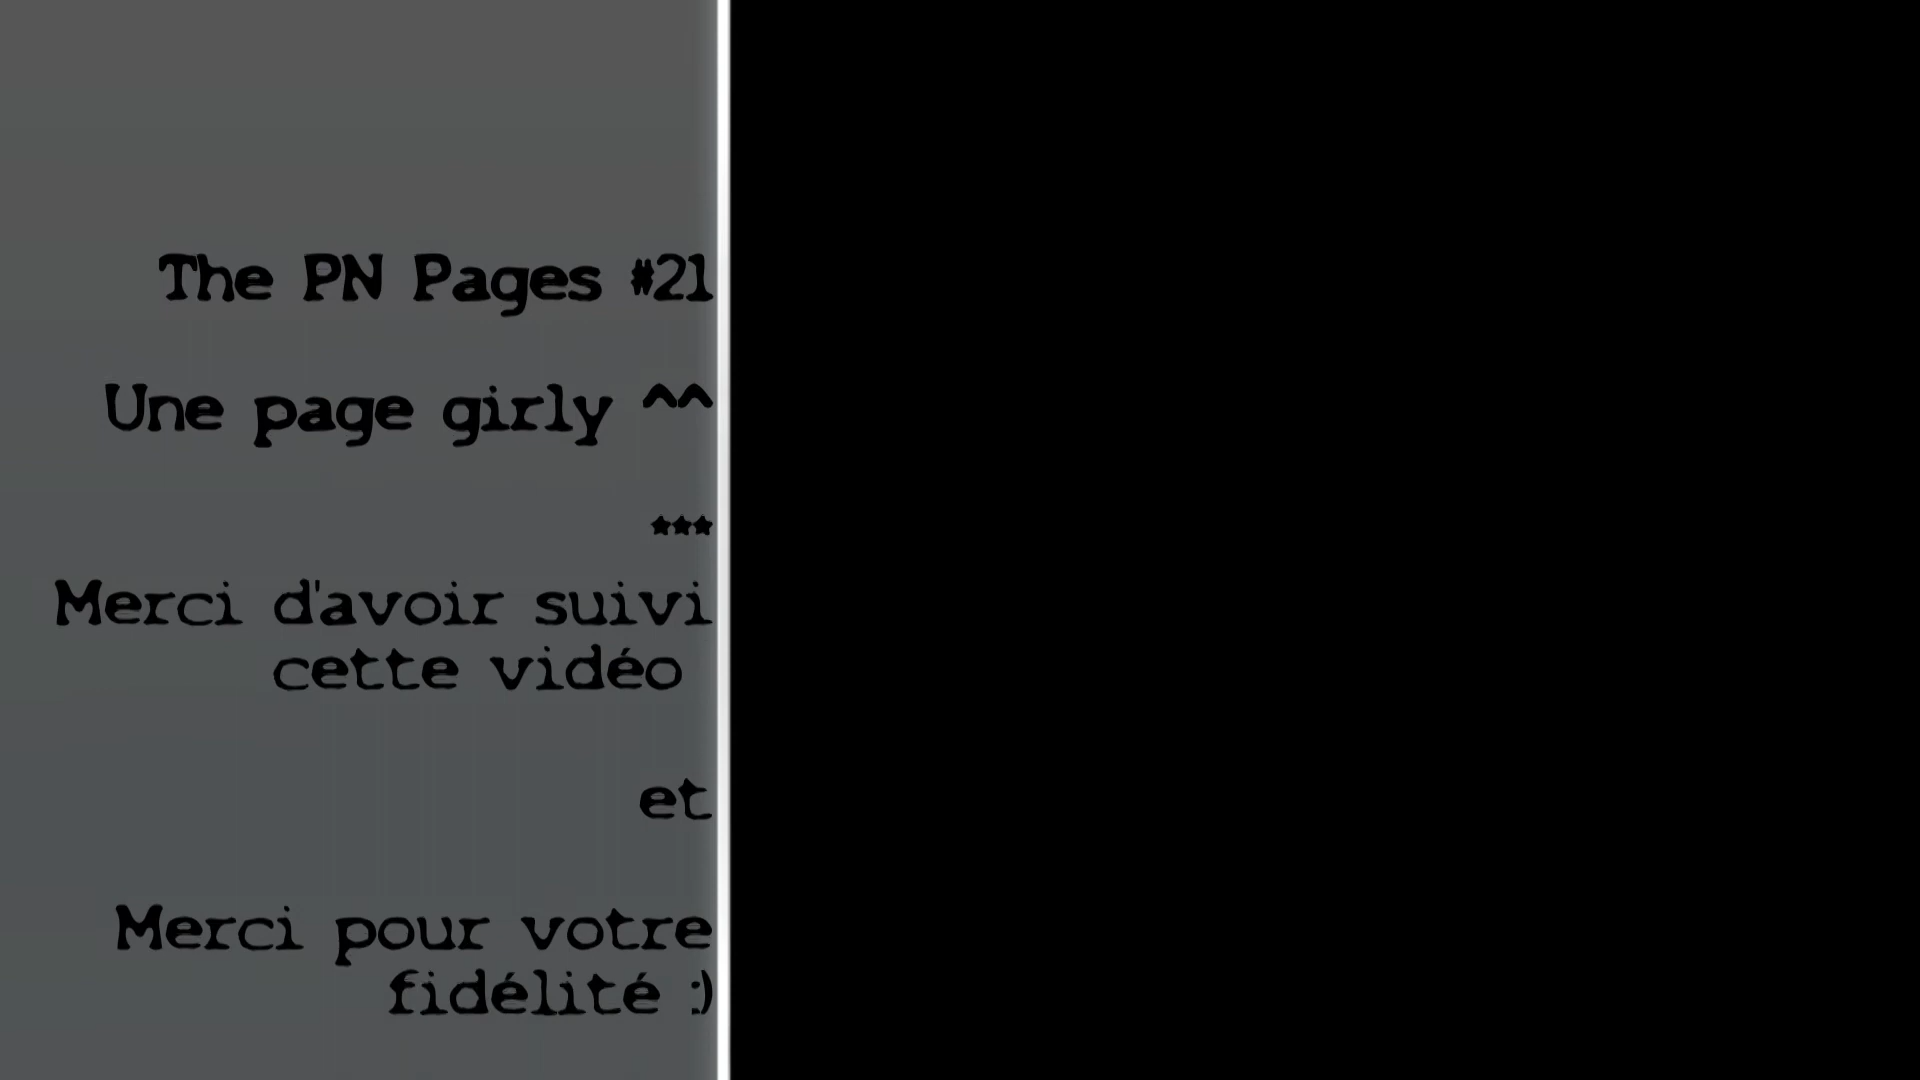 The PN Pages #21
Une page girly ^^
***
Merci d'avoir suivi
cette vidéo
et
Merci pour votre
fidélité :)